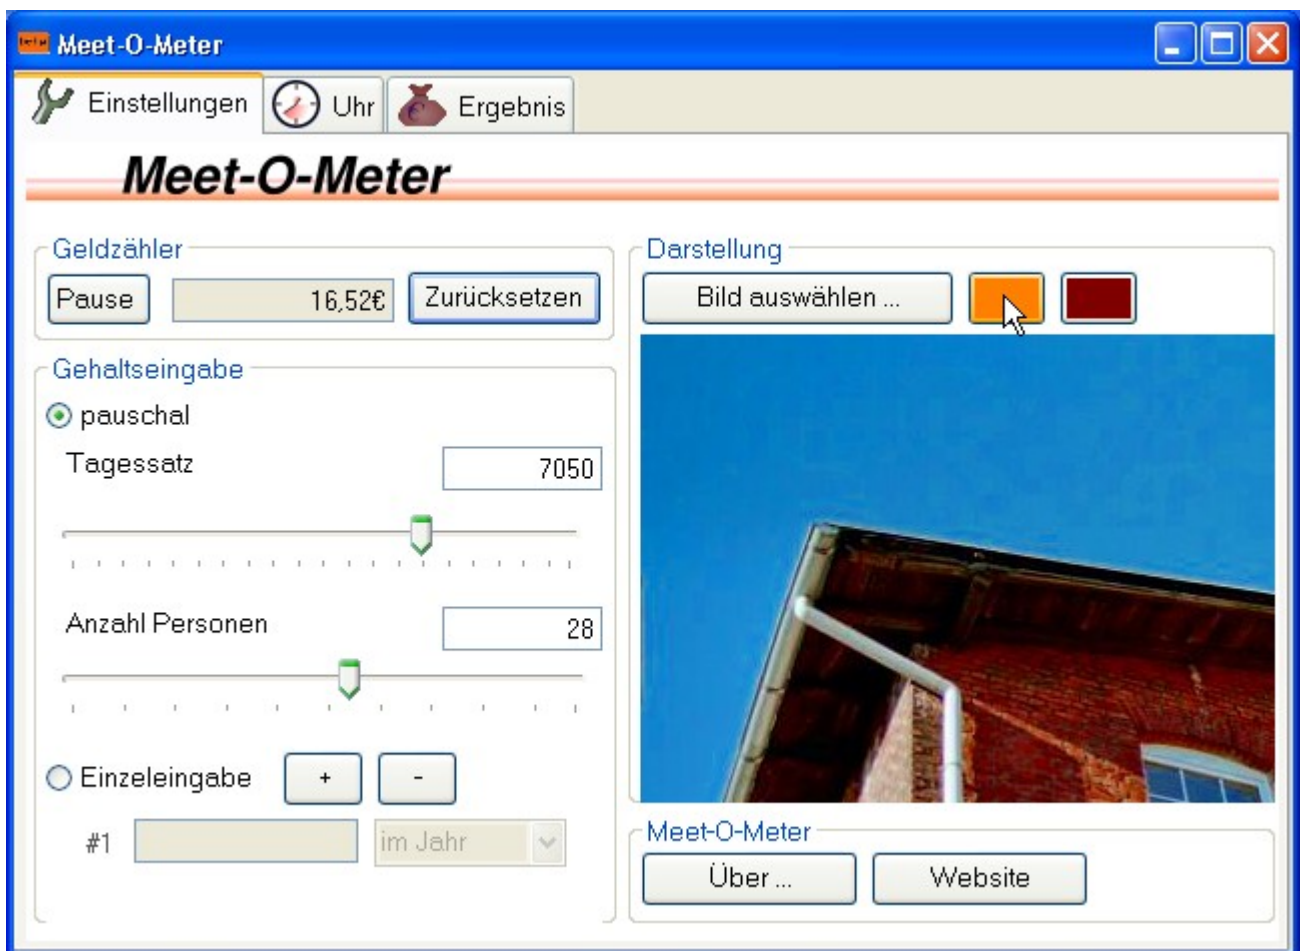 Meet-O-Meter
Einstellungen Uhr Ergebnis
Meet-O-Meter
Geldzähler
Pause 16,52€ Zurücksetzen
Gehaltseingabe
pauschal
Tagessatz 7050
Anzahl Personen 28
Einzeleingabe + -
#1 im Jahr
Darstellung
Bild auswählen ...
Meet-O-Meter
Über ... Website